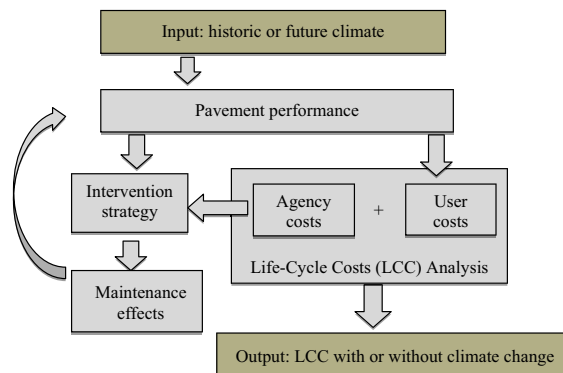 Input: historic or future climate
Pavement performance
Intervention
strategy
Agency
costs
+
User
costs
Life-Cycle Costs (LCC) Analysis
Maintenance
effects
Output: LCC with or without climate change